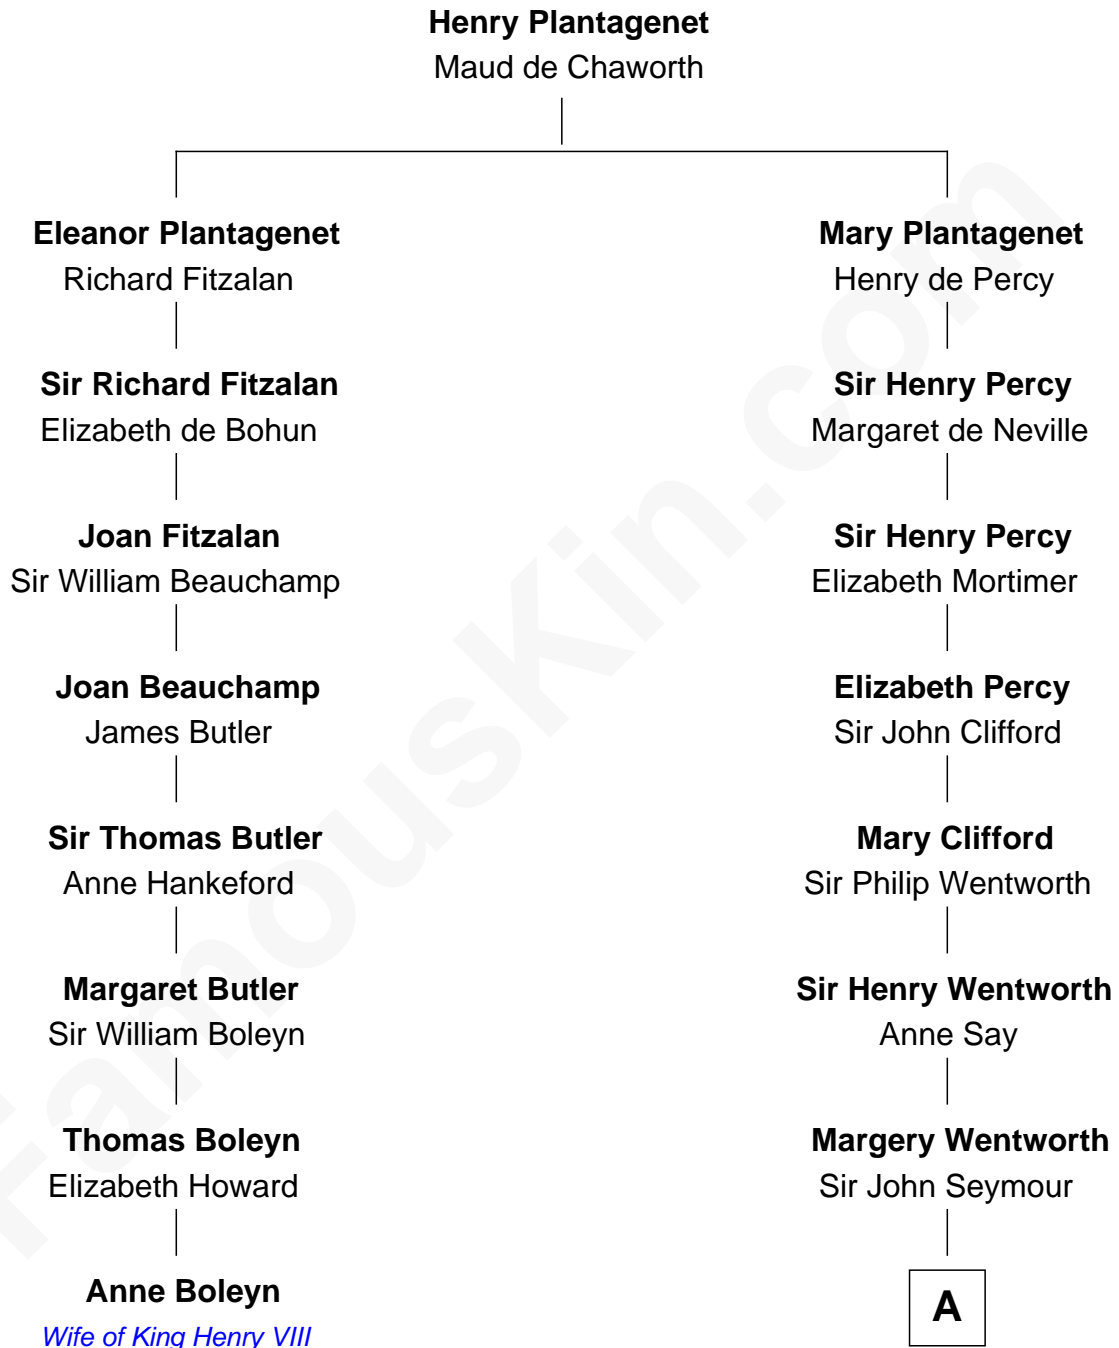 Henry Plantagenet
Maud de Chaworth
Eleanor Plantagenet
Richard Fitzalan
Sir Richard Fitzalan
Elizabeth de Bohun
Joan Fitzalan
Sir William Beauchamp
Joan Beauchamp
James Butler
Sir Thomas Butler
Anne Hankeford
Margaret Butler
Sir William Boleyn
Thomas Boleyn
Elizabeth Howard
Anne Boleyn
Wife of King Henry VIII
Mary Plantagenet
Henry de Percy
Sir Henry Percy
Margaret de Neville
Sir Henry Percy
Elizabeth Mortimer
Elizabeth Percy
Sir John Clifford
Mary Clifford
Sir Philip Wentworth
Sir Henry Wentworth
Anne Say
Margery Wentworth
Sir John Seymour
A
FamousKin.com